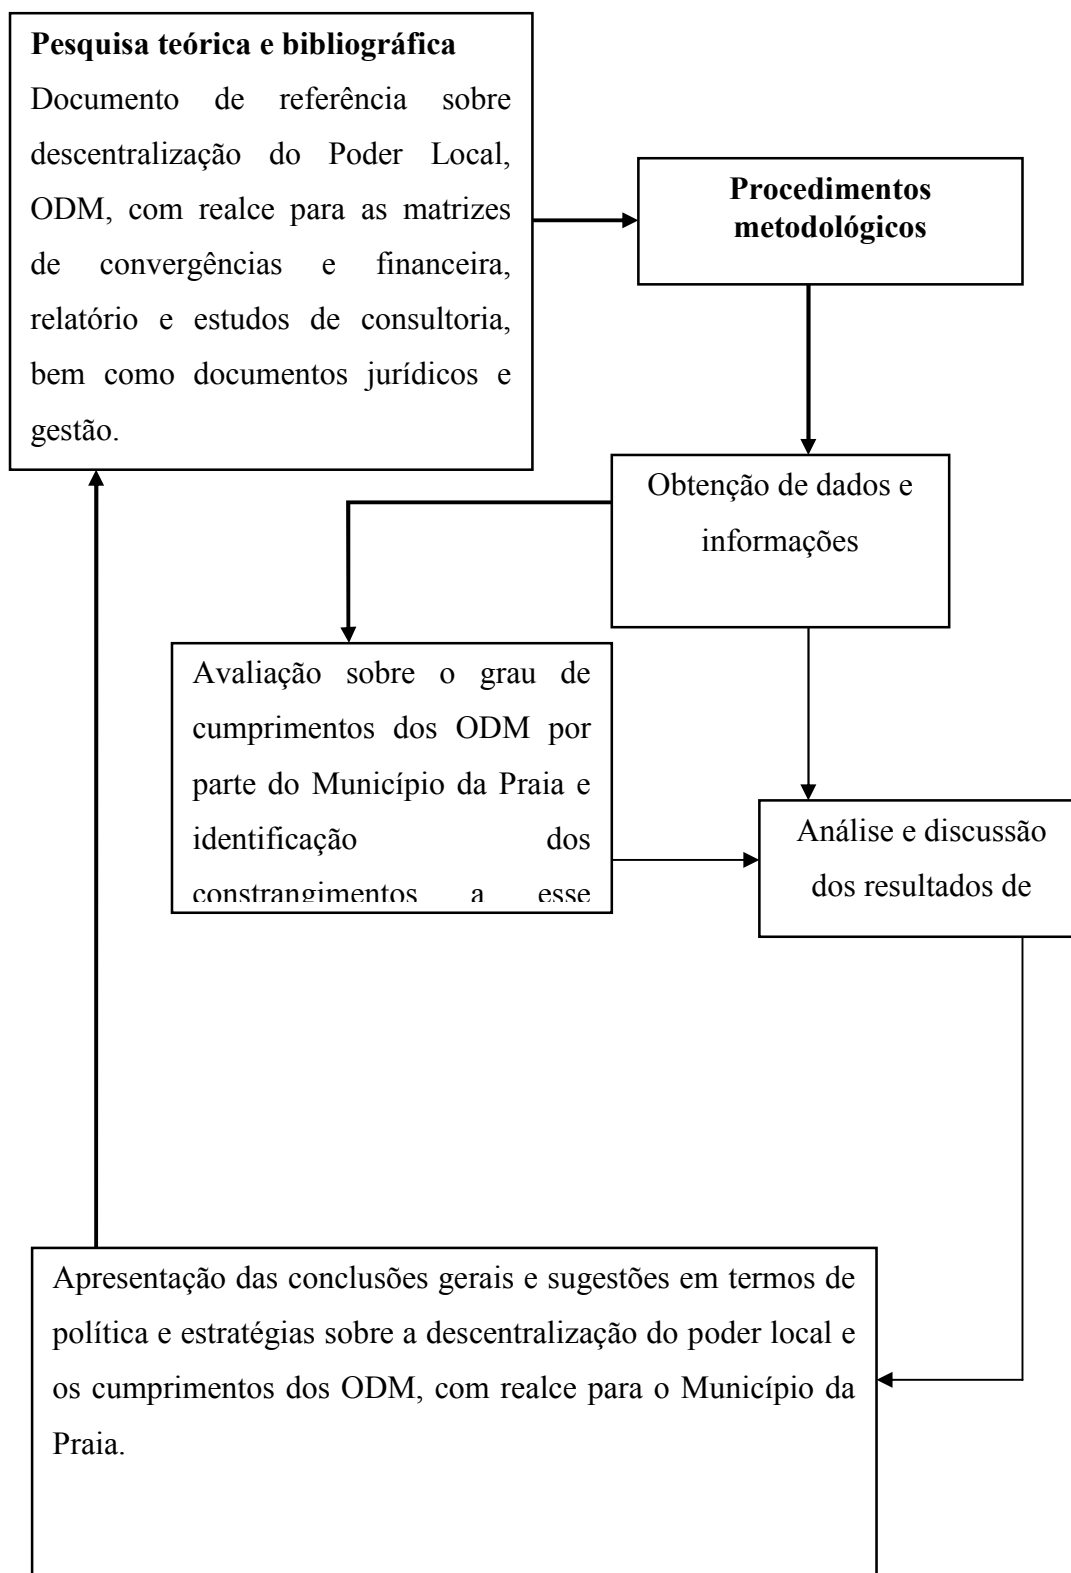 Pesquisa teórica e bibliográfica
Documento de referência sobre
descentralização do Poder Local,
ODM, com realce para as matrizes
de convergências e financeira,
relatório e estudos de consultoria,
bem como documentos jurídicos e
gestão.
Procedimentos
metodológicos
Obtenção de dados e
informações
Avaliação sobre o grau de
cumprimentos dos ODM por
parte do Município da Praia e
identificação dos
constrangimentos a esse
Análise e discussão
dos resultados de
Apresentação das conclusões gerais e sugestões em termos de
política e estratégias sobre a descentralização do poder local e
os cumprimentos dos ODM, com realce para o Município da
Praia.